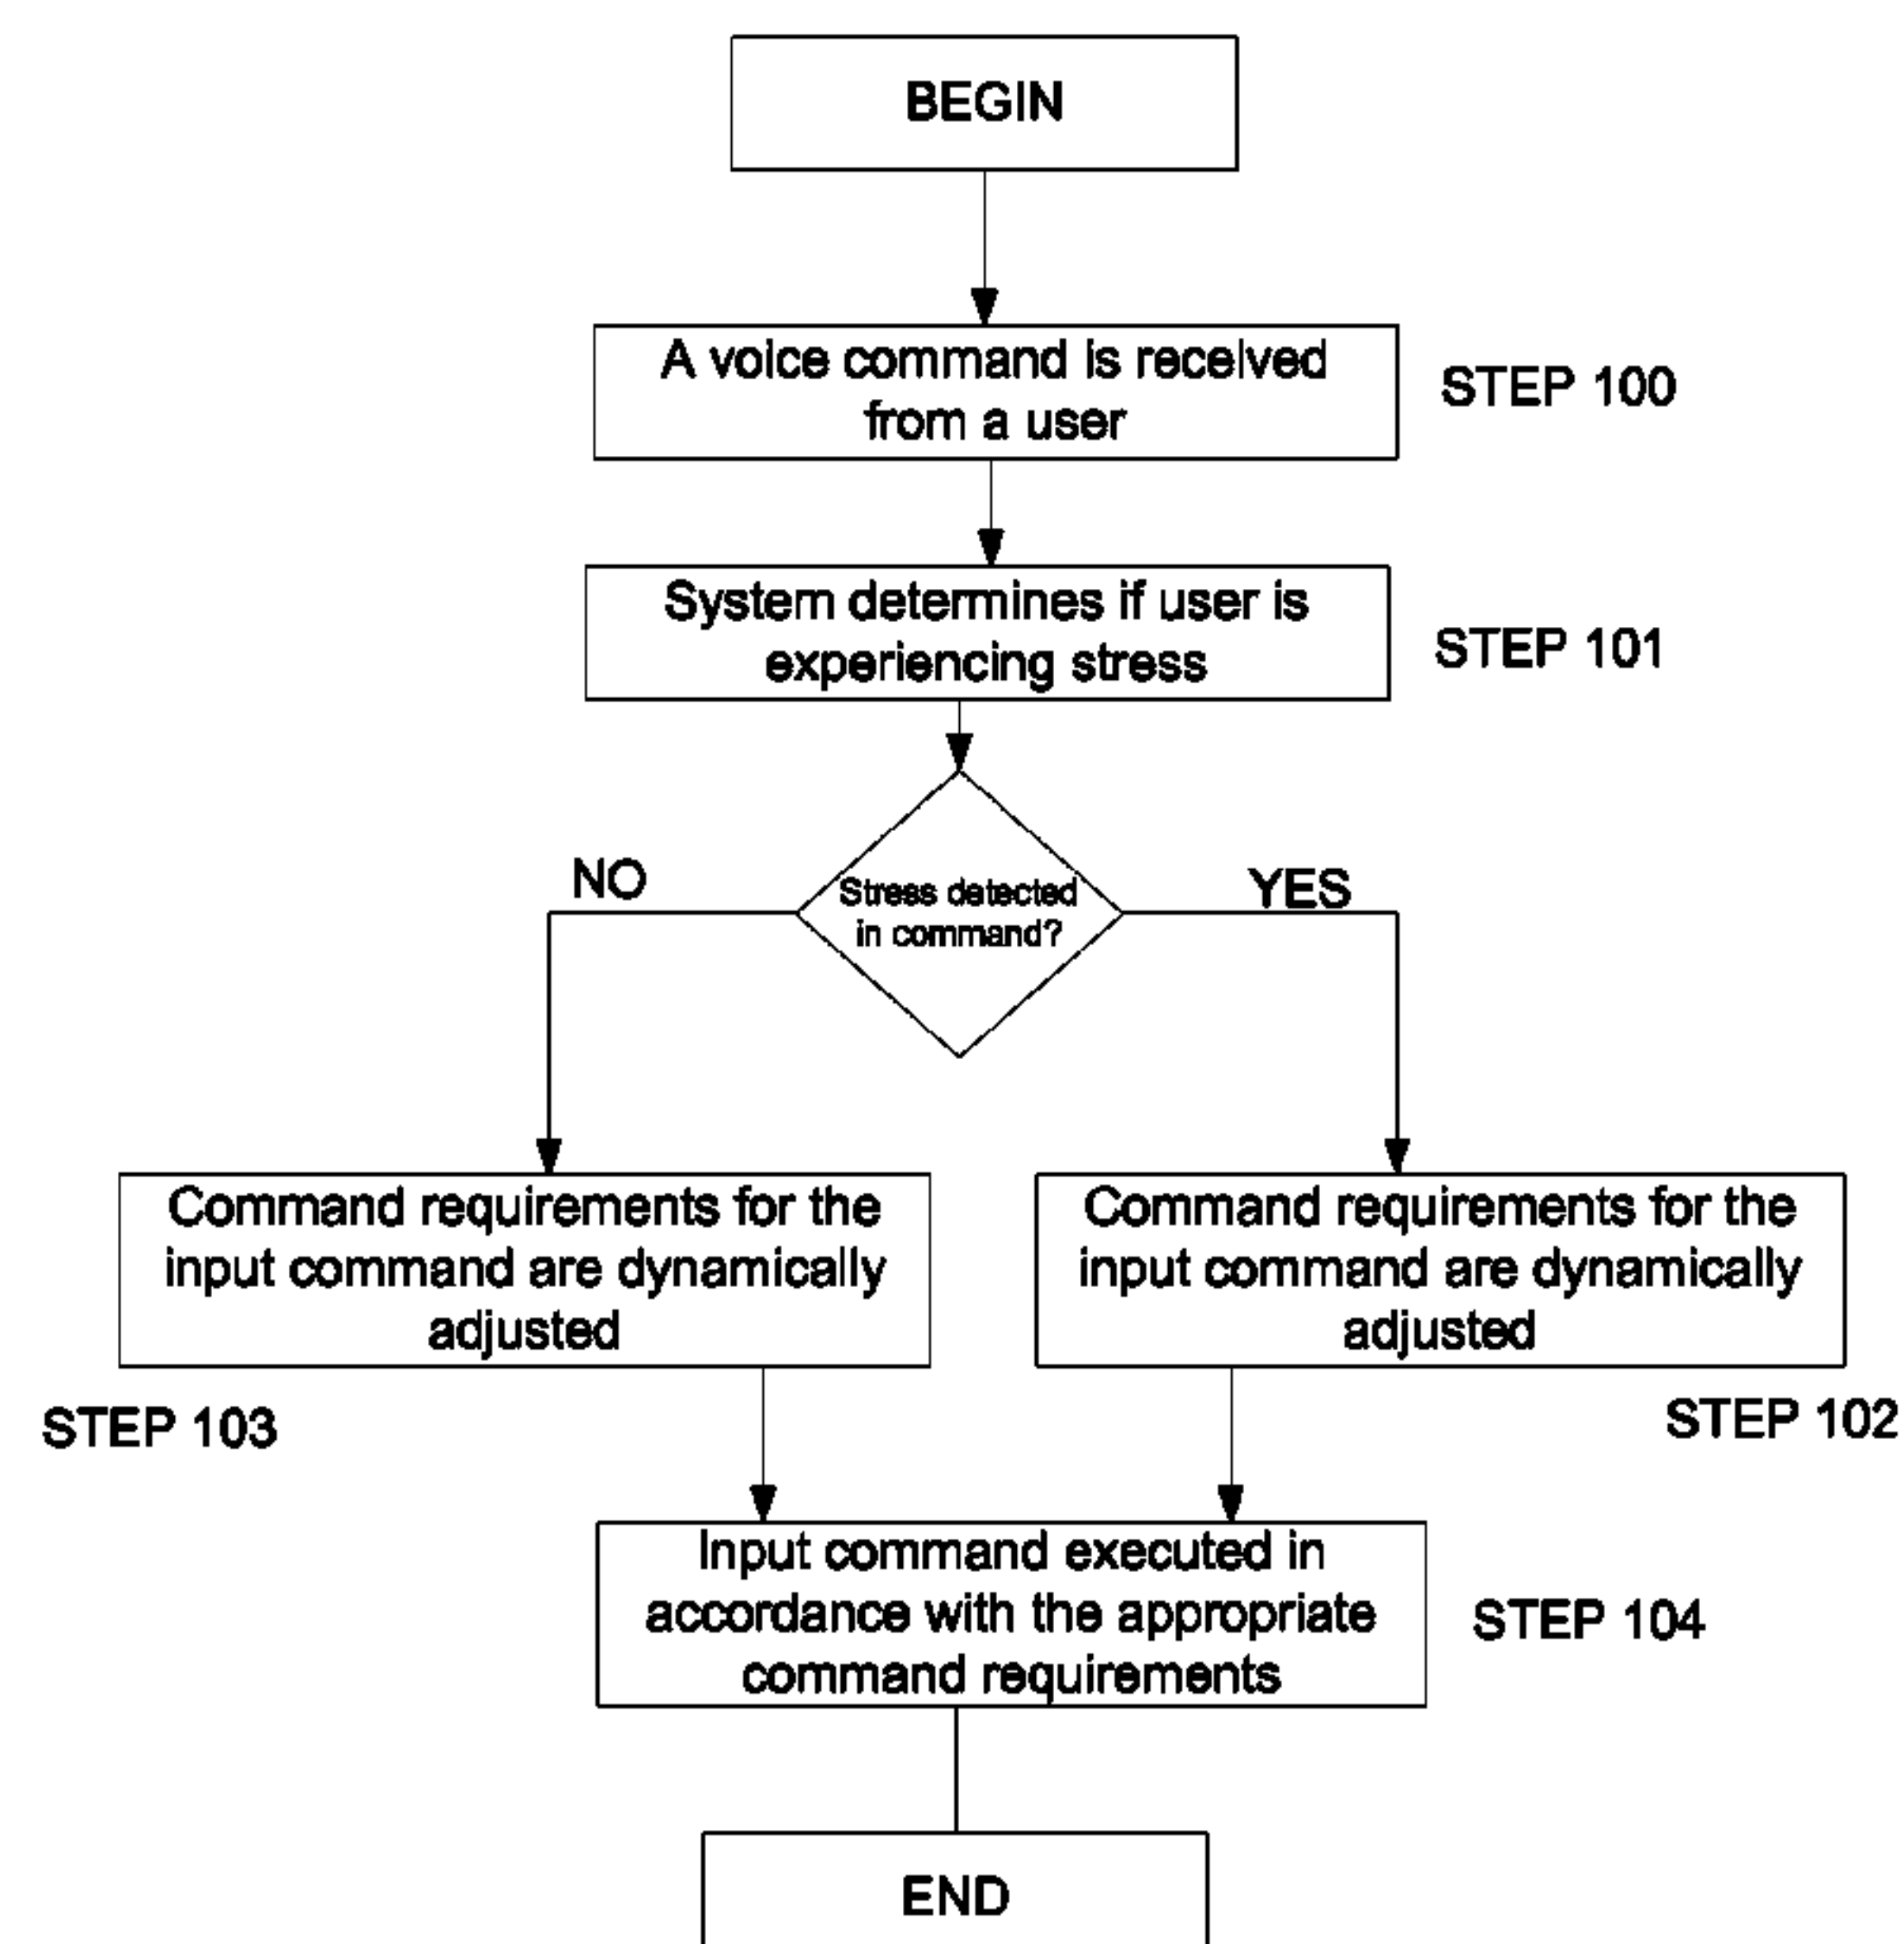 BEGIN
A voice command is received
from a user
STEP 100
System determines if user is
experiencing stress
STEP 101
Stress detected
in command?
NO
YES
Command requirements for the
input command are dynamically
adjusted
STEP 103
Command requirements for the
input command are dynamically
adjusted
STEP 102
Input command executed in
accordance with the appropriate
command requirements
STEP 104
END